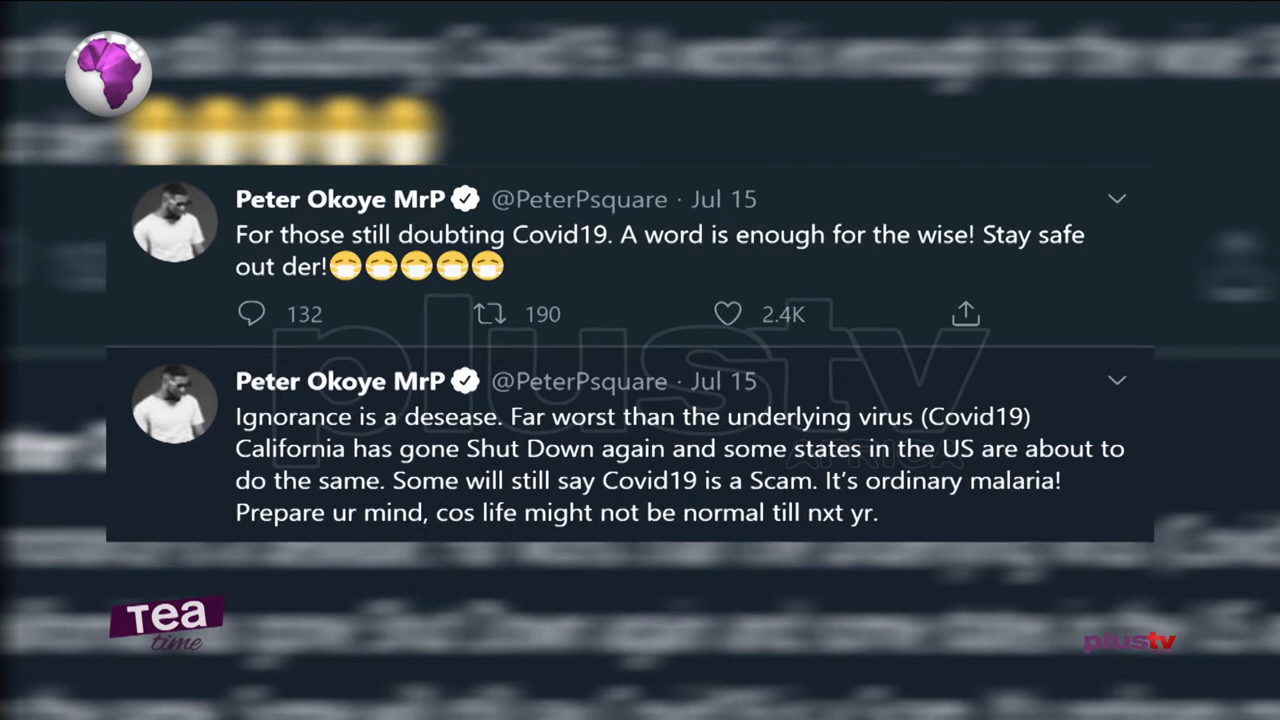 Peter Okoye MrP @PeterPsquare · Jul 15
For those still doubting Covid19. A word is enough for the wise! Stay safe
out der!😷😷😷😷😷
132 190 2.4K
Peter Okoye MrP @PeterPsquare · Jul 15
Ignorance is a desease. Far worst than the underlying virus (Covid19)
California has gone Shut Down again and some states in the US are about to
do the same. Some will still say Covid19 is a Scam. It's ordinary malaria!
Prepare ur mind, cos life might not be normal till nxt yr.
plustv
AFRICA
Tea
time
plustv